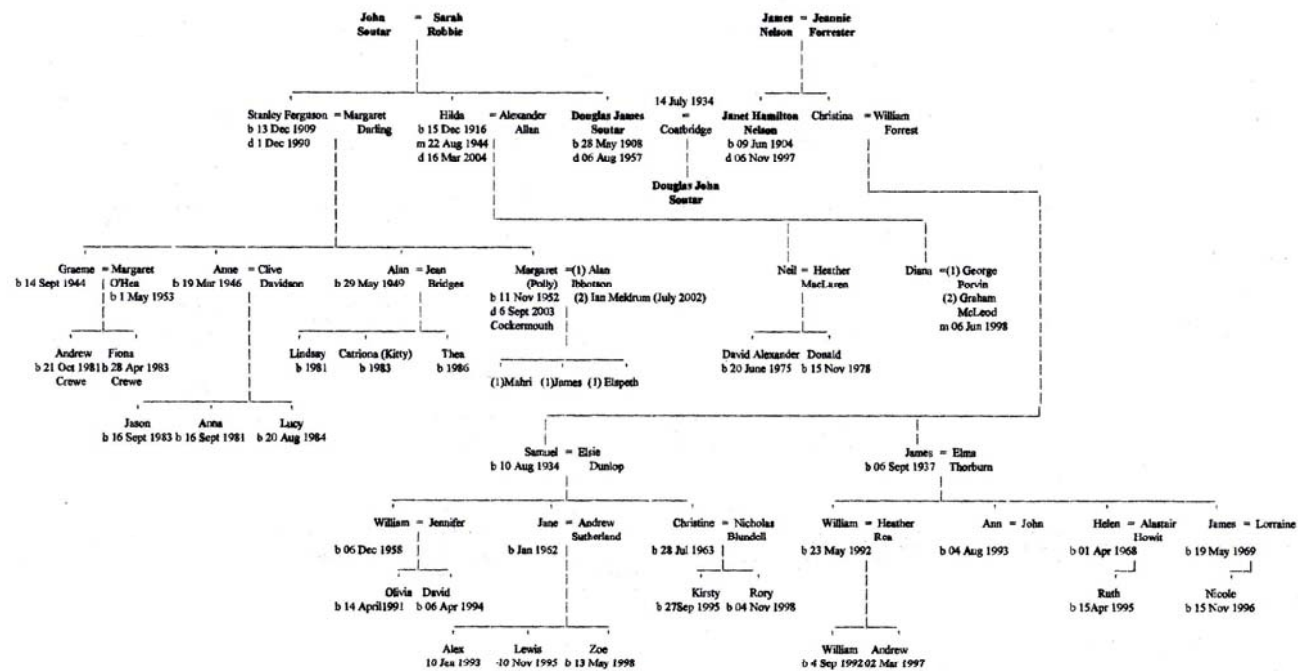 John = Sarah
Soutar Robbie
James = Jeannie
Nelson Forrester
Stanley Ferguson = Margaret
b 13 Dec 1909 Darling
d 1 Dec 1990
Hilda = Alexander
b 15 Dec 1916 Allan
m 22 Aug 1944
d 16 Mar 2004
Douglas James
Soutar
b 28 May 1908
d 06 Aug 1957
14 July 1934
=
Coatbridge
Janet Hamilton
Nelson
b 09 Jun 1904
d 06 Nov 1997
Christina = William
Forrest
Douglas John
Soutar
Graeme = Margaret
b 14 Sept 1944 O'Hea
b 1 May 1953
Anne = Clive
b 19 Mar 1946 Davidson
Alan = Jean
b 29 May 1949 Bridges
Margaret =(1) Alan
(Polly) Ibbotson
b 11 Nov 1952 (2) Ian Meldrum (July 2002)
d 6 Sept 2003
Cockermouth
Neil = Heather
MacLaren
Diana =(1) George
Porvin
(2) Graham
McLeod
m 06 Jun 1998
Andrew Fiona
b 21 Oct 1981 b 28 Apr 1983
Crewe Crewe
Lindsay Catriona (Kitty) Thea
b 1981 b 1983 b 1986
(1)Mahri (1)James (1) Elspeth
David Alexander Donald
b 20 June 1975 b 15 Nov 1978
Jason Anna Lucy
b 16 Sept 1983 b 16 Sept 1981 b 20 Aug 1984
Samuel = Elsie
b 10 Aug 1934 Dunlop
James = Elma
b 06 Sept 1937 Thorburn
William = Jennifer
b 06 Dec 1958
Jane = Andrew
Sutherland
b Jan 1962
Christine = Nicholas
Blundell
b 28 Jul 1963
William = Heather
Rea
b 23 May 1992
Ann = John
b 04 Aug 1993
Helen = Alastair
Howit
b 01 Apr 1968
James = Lorraine
b 19 May 1969
Olivia David
b 14 April1991 b 06 Apr 1994
Kirsty Rory
b 27Sep 1995 b 04 Nov 1998
Ruth
b 15Apr 1995
Nicole
b 15 Nov 1996
Alex Lewis Zoe
10 Jan 1993 -10 Nov 1995 b 13 May 1998
William Andrew
b 4 Sep 1992 02 Mar 1997